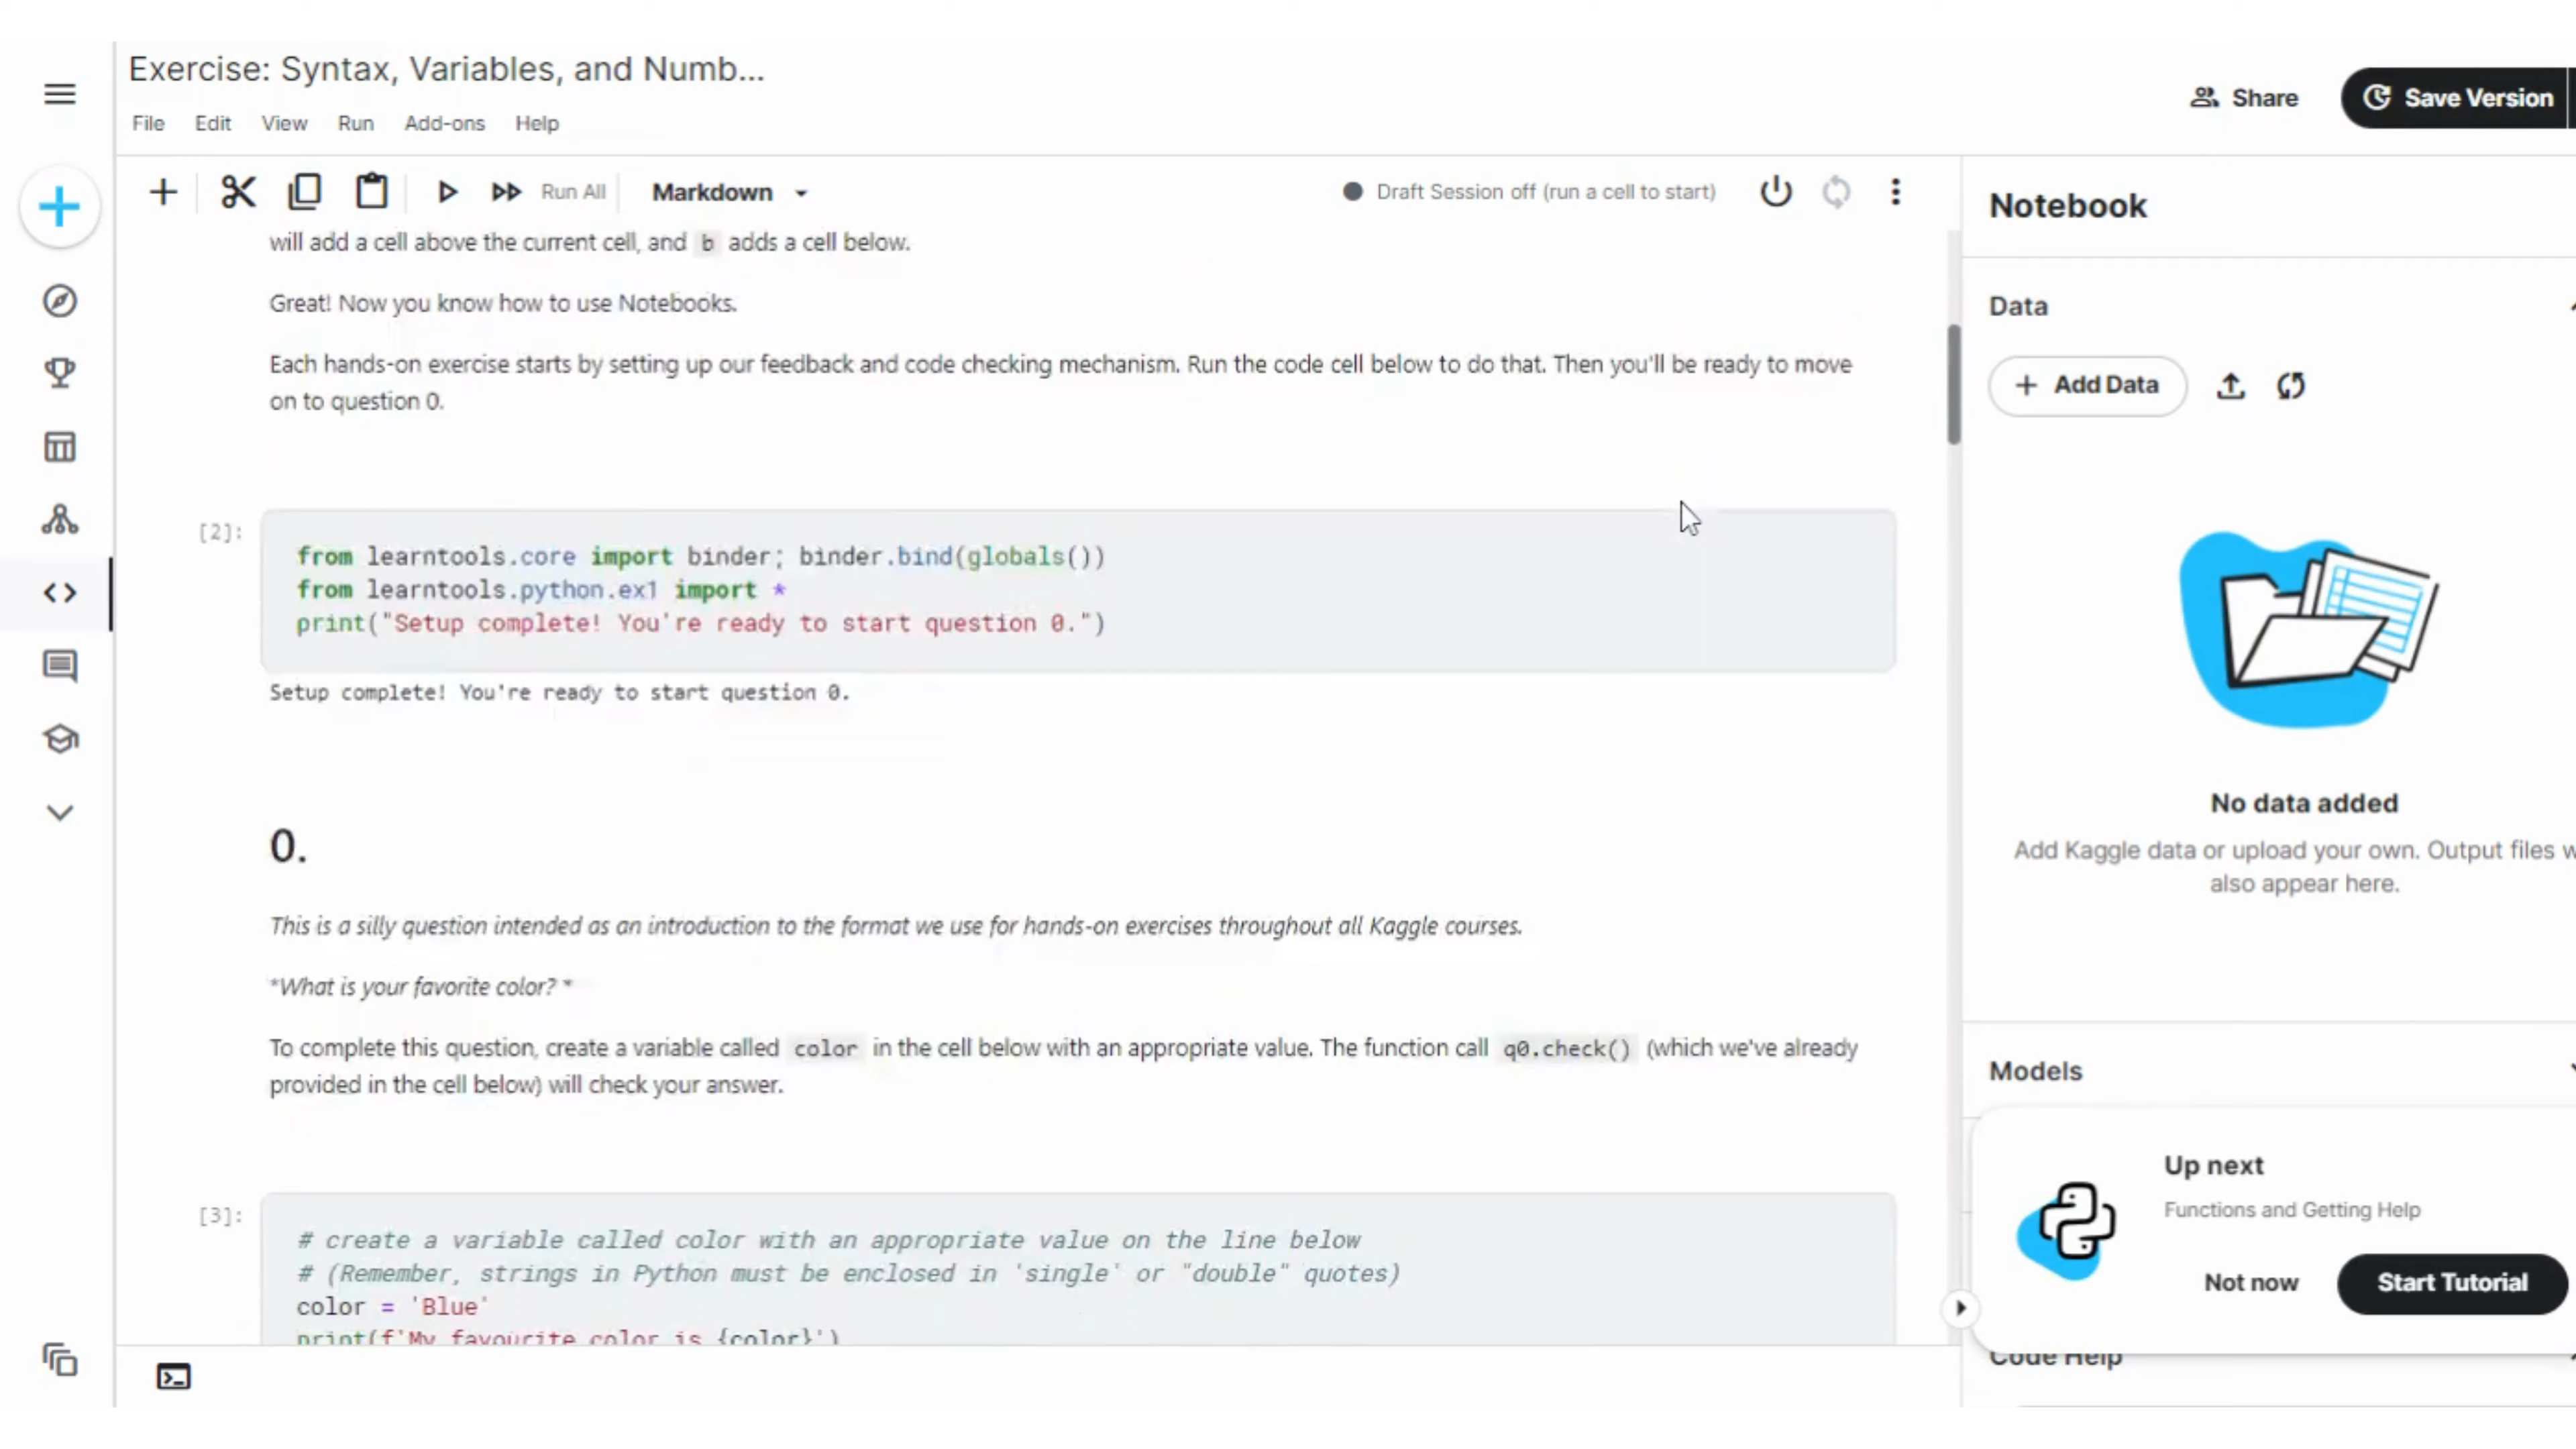 Exercise: Syntax, Variables, and Numb...
File Edit View Run Add-ons Help
Share
Save Version
Run All
Markdown
Draft Session off (run a cell to start)
will add a cell above the current cell, and b adds a cell below.
Great! Now you know how to use Notebooks.
Each hands-on exercise starts by setting up our feedback and code checking mechanism. Run the code cell below to do that. Then you'll be ready to move
on to question 0.
[2]:
from learntools.core import binder; binder.bind(globals())
from learntools.python.ex1 import *
print("Setup complete! You're ready to start question 0.")
Setup complete! You're ready to start question 0.
0.
This is a silly question intended as an introduction to the format we use for hands-on exercises throughout all Kaggle courses.
*What is your favorite color? *
To complete this question, create a variable called color in the cell below with an appropriate value. The function call q0.check() (which we've already
provided in the cell below) will check your answer.
[3]:
# create a variable called color with an appropriate value on the line below
# (Remember, strings in Python must be enclosed in 'single' or "double" quotes)
color = 'Blue'
print(f'My favourite color is {color}')
Notebook
Data
+ Add Data
No data added
Add Kaggle data or upload your own. Output files w
also appear here.
Models
Up next
Functions and Getting Help
Not now
Start Tutorial
Code Help